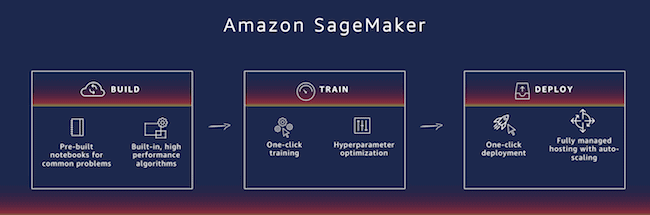 Amazon SageMaker
BUILD
Pre-built
notebooks for
common problems
Built-in, high
performance
algorithms
TRAIN
One-click
training
Hyperparameter
optimization
DEPLOY
One-click
deployment
Fully managed
hosting with auto-
scaling